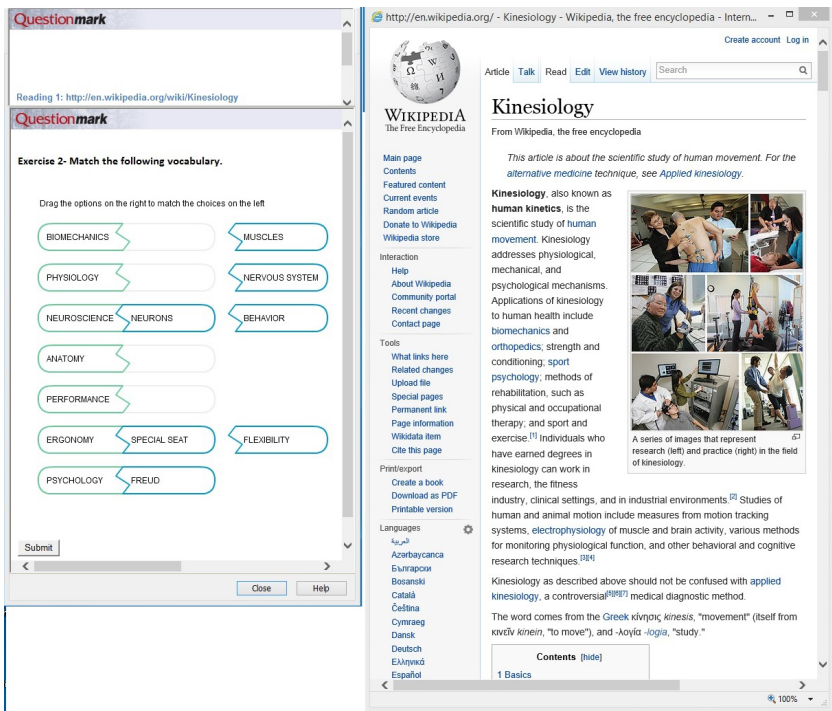 Questionmark
Reading 1: http://en.wikipedia.org/wiki/Kinesiology
Questionmark
Exercise 2- Match the following vocabulary.
Drag the options on the right to match the choices on the left
BIOMECHANICS
MUSCLES
PHYSIOLOGY
NERVOUS SYSTEM
NEUROSCIENCE NEURONS
BEHAVIOR
ANATOMY
PERFORMANCE
ERGONOMY SPECIAL SEAT
FLEXIBILITY
PSYCHOLOGY FREUD
Submit
Close Help
http://en.wikipedia.org/ - Kinesiology - Wikipedia, the free encyclopedia - Intern...
Create account Log in
WIKIPEDIA
The Free Encyclopedia
Main page
Contents
Featured content
Current events
Random article
Donate to Wikipedia
Wikipedia store
Interaction
Help
About Wikipedia
Community portal
Recent changes
Contact page
Tools
What links here
Related changes
Upload file
Special pages
Permanent link
Page information
Wikidata item
Cite this page
Print/export
Create a book
Download as PDF
Printable version
Languages
العربية
Azərbaycanca
Български
Bosanski
Català
Čeština
Cymraeg
Dansk
Deutsch
Ελληνικά
Español
Article Talk Read Edit View history Search
Kinesiology
From Wikipedia, the free encyclopedia
This article is about the scientific study of human movement. For the
alternative medicine technique, see Applied kinesiology.
Kinesiology, also known as
human kinetics, is the
scientific study of human
movement. Kinesiology
addresses physiological,
mechanical, and
psychological mechanisms.
Applications of kinesiology
to human health include
biomechanics and
orthopedics; strength and
conditioning; sport
psychology; methods of
rehabilitation, such as
physical and occupational
therapy; and sport and
exercise.[1] Individuals who
have earned degrees in
kinesiology can work in
research, the fitness
industry, clinical settings, and in industrial environments.[2] Studies of
human and animal motion include measures from motion tracking
systems, electrophysiology of muscle and brain activity, various methods
for monitoring physiological function, and other behavioral and cognitive
research techniques.[3][4]
A series of images that represent
research (left) and practice (right) in the field
of kinesiology.
Kinesiology as described above should not be confused with applied
kinesiology, a controversial[5][6][7] medical diagnostic method.
The word comes from the Greek κίνησις kinesis, "movement" (itself from
κινεῖν kinein, "to move"), and -λογία -logia, "study."
Contents [hide]
1 Basics
100%